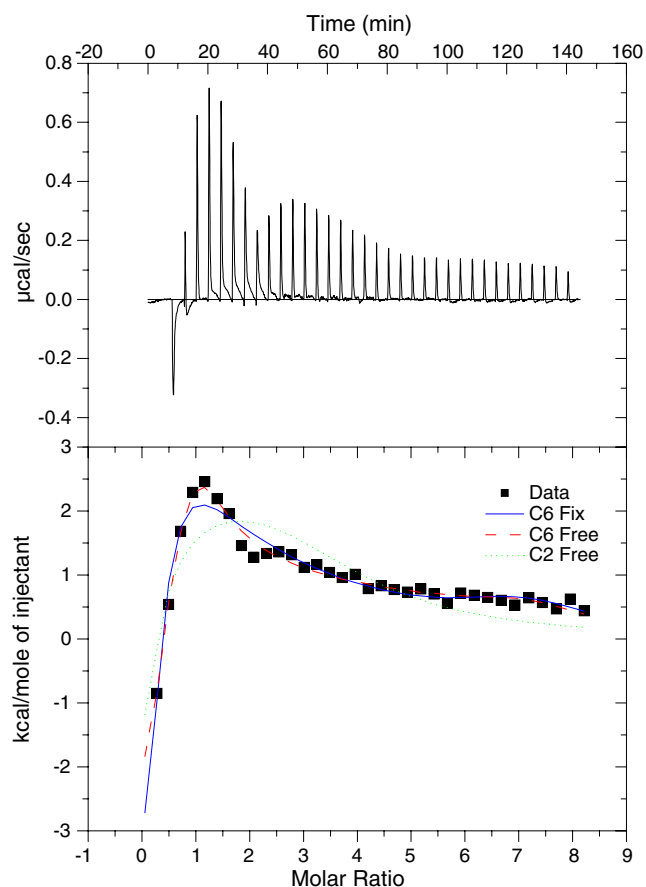 Time (min)
-20 0 20 40 60 80 100 120 140 160
0.8
0.6
0.4
0.2
0.0
-0.2
-0.4
µcal/sec
3
2
1
0
-1
-2
-3
kcal/mole of injectant
Data
C6 Fix
C6 Free
C2 Free
-1 0 1 2 3 4 5 6 7 8 9
Molar Ratio